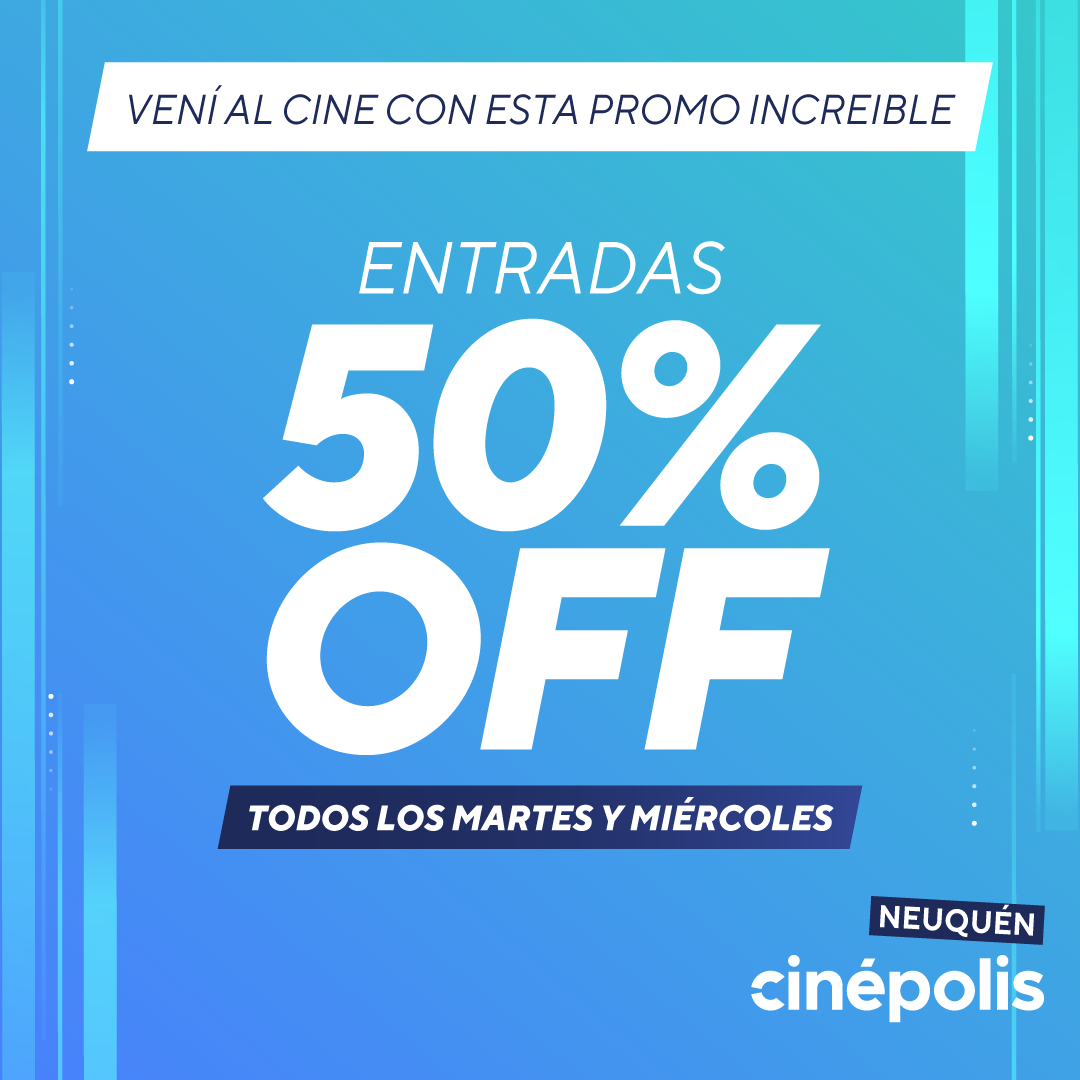 VENÍ AL CINE CON ESTA PROMO INCREIBLE
ENTRADAS
50%
OFF
TODOS LOS MARTES Y MIÉRCOLES
NEUQUÉN
cinépolis